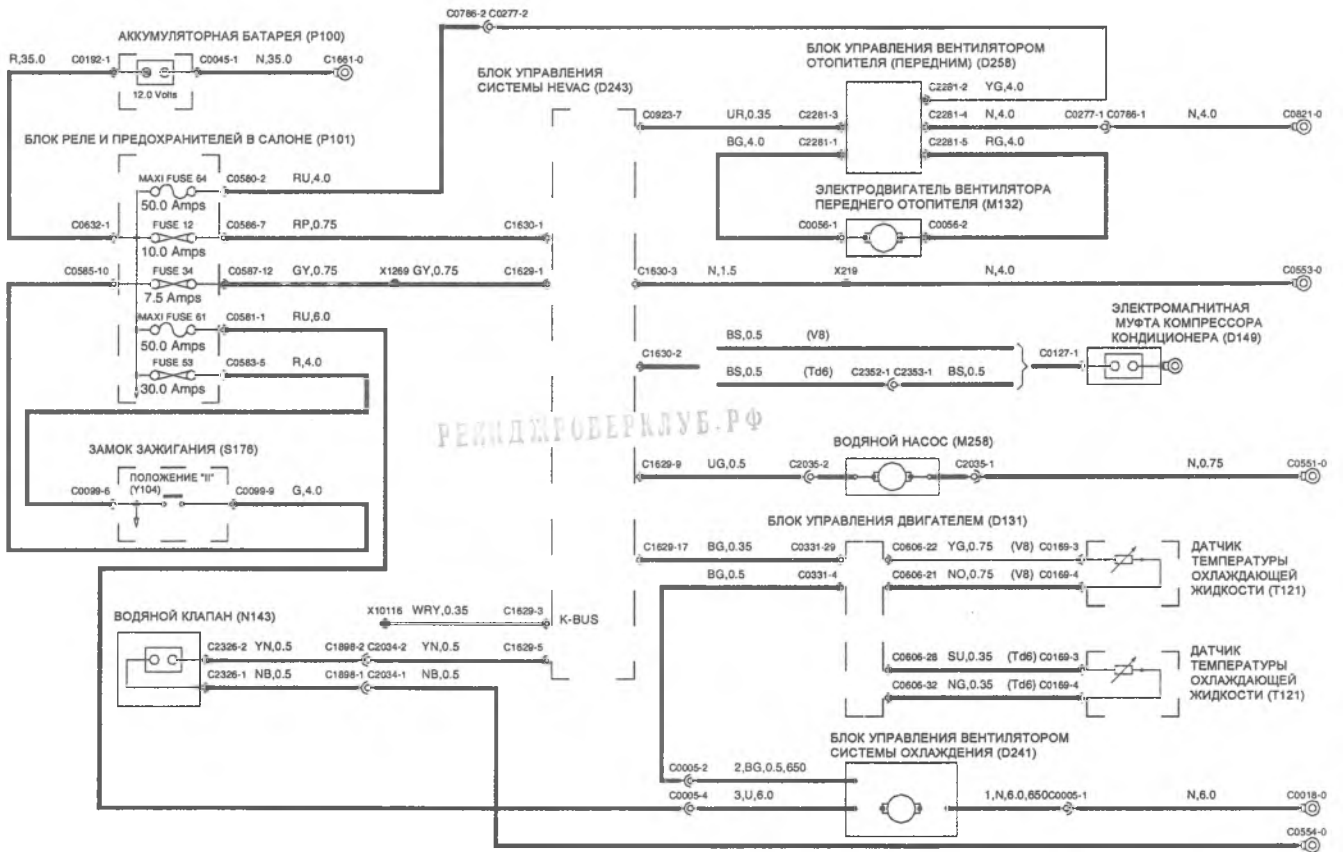 C0786-2 C0277-2
АККУМУЛЯТОРНАЯ БАТАРЕЯ (P100)
R,35.0 C0192-1 C0045-1 N,35.0 C1661-0
12.0 Volts
БЛОК УПРАВЛЕНИЯ
СИСТЕМЫ HEVAC (D243)
БЛОК УПРАВЛЕНИЯ ВЕНТИЛЯТОРОМ
ОТОПИТЕЛЯ (ПЕРЕДНИМ) (D258)
C2281-2 YG,4.0
C0923-7 UR,0.35 C2281-3 C2281-4 N,4.0 C0277-1 C0786-1 N,4.0 C0821-0
BG,4.0 C2281-1 C2281-5 RG,4.0
БЛОК РЕЛЕ И ПРЕДОХРАНИТЕЛЕЙ В САЛОНЕ (P101)
MAXI FUSE 64 C0580-2 RU,4.0
50.0 Amps
ЭЛЕКТРОДВИГАТЕЛЬ ВЕНТИЛЯТОРА
ПЕРЕДНЕГО ОТОПИТЕЛЯ (M132)
C0056-1 C0056-2
C0632-1 FUSE 12 C0586-7 RP,0.75 C1630-1
10.0 Amps
C0585-10 FUSE 34 C0587-12 GY,0.75 X1269 GY,0.75 C1629-1
7.5 Amps
C1630-3 N,1.5 X219 N,4.0 C0553-0
MAXI FUSE 61 C0581-1 RU,6.0
50.0 Amps
FUSE 53 C0583-5 R,4.0
30.0 Amps
ЭЛЕКТРОМАГНИТНАЯ
МУФТА КОМПРЕССОРА
КОНДИЦИОНЕРА (D149)
BS,0.5 (V8)
C1630-2 C0127-1
BS,0.5 (Td6) C2352-1 C2353-1 BS,0.5
РЕЙНДЖРОВЕРКЛУБ.РФ
ЗАМОК ЗАЖИГАНИЯ (S176)
ПОЛОЖЕНИЕ "II"
(Y104)
C0099-6 C0099-9 G,4.0
ВОДЯНОЙ НАСОС (M258)
C1629-9 UG,0.5 C2035-2 C2035-1 N,0.75 C0551-0
БЛОК УПРАВЛЕНИЯ ДВИГАТЕЛЕМ (D131)
C1629-17 BG,0.35 C0331-29 C0606-22 YG,0.75 (V8) C0169-3
BG,0.5 C0331-4 C0606-21 NO,0.75 (V8) C0169-4
ДАТЧИК
ТЕМПЕРАТУРЫ
ОХЛАЖДАЮЩЕЙ
ЖИДКОСТИ (T121)
ВОДЯНОЙ КЛАПАН (N143)
X10116 WRY,0.35 C1629-3
K-BUS
C2326-2 YN,0.5 C1898-2 C2034-2 YN,0.5 C1629-5
C2326-1 NB,0.5 C1898-1 C2034-1 NB,0.5
C0606-28 SU,0.35 (Td6) C0169-3
C0606-32 NG,0.35 (Td6) C0169-4
ДАТЧИК
ТЕМПЕРАТУРЫ
ОХЛАЖДАЮЩЕЙ
ЖИДКОСТИ (T121)
БЛОК УПРАВЛЕНИЯ ВЕНТИЛЯТОРОМ
СИСТЕМЫ ОХЛАЖДЕНИЯ (D241)
C0005-2 2,BG,0.5,650
C0005-4 3,U,6.0 1,N,6.0,650C0005-1 N,6.0 C0018-0
C0554-0